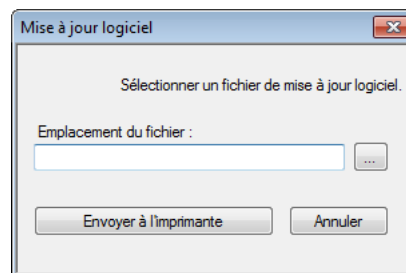 Mise à jour logiciel
Sélectionner un fichier de mise à jour logiciel.
Emplacement du fichier :
...
Envoyer à l'imprimante
Annuler